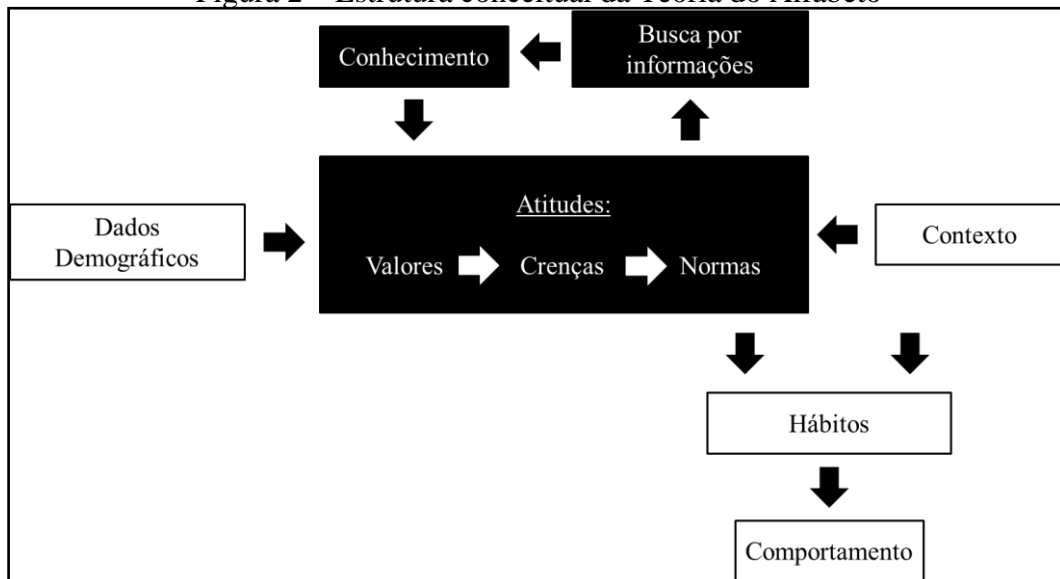 Figura 2 – Estrutura conceitual da Teoria do Alfabeto
Conhecimento
Busca por
informações
Atitudes:
Valores
Crenças
Normas
Dados
Demográficos
Contexto
Hábitos
Comportamento